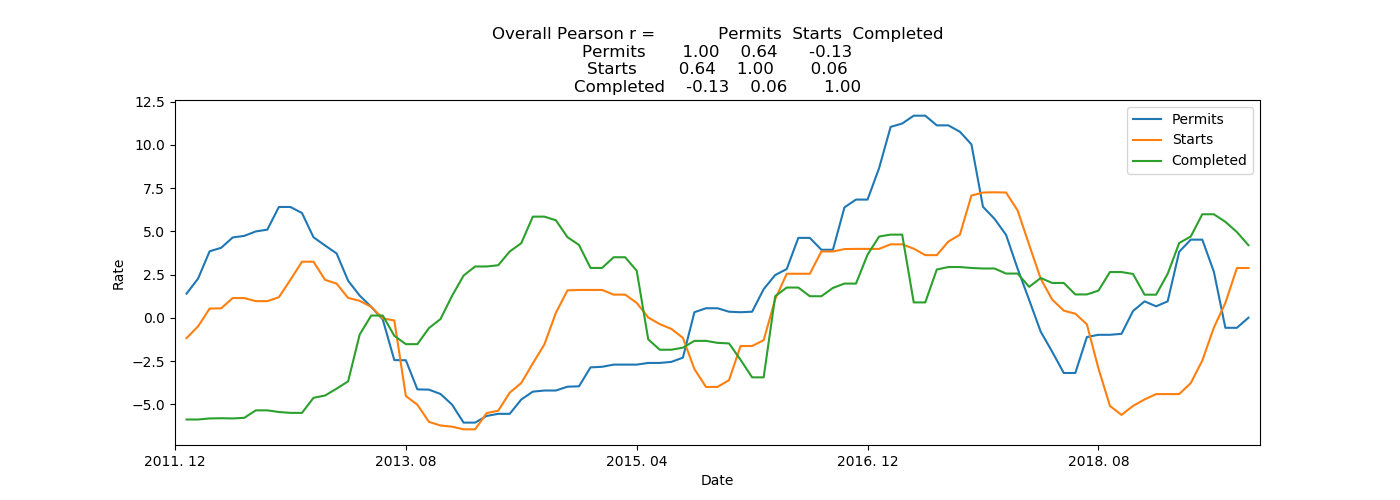 Overall Pearson r = Permits Starts Completed
Permits 1.00 0.64 -0.13
Starts 0.64 1.00 0.06
Completed -0.13 0.06 1.00
12.5
10.0
7.5
5.0
2.5
0.0
−2.5
−5.0
Rate
Permits
Starts
Completed
2011. 12
2013. 08
2015. 04
2016. 12
2018. 08
Date